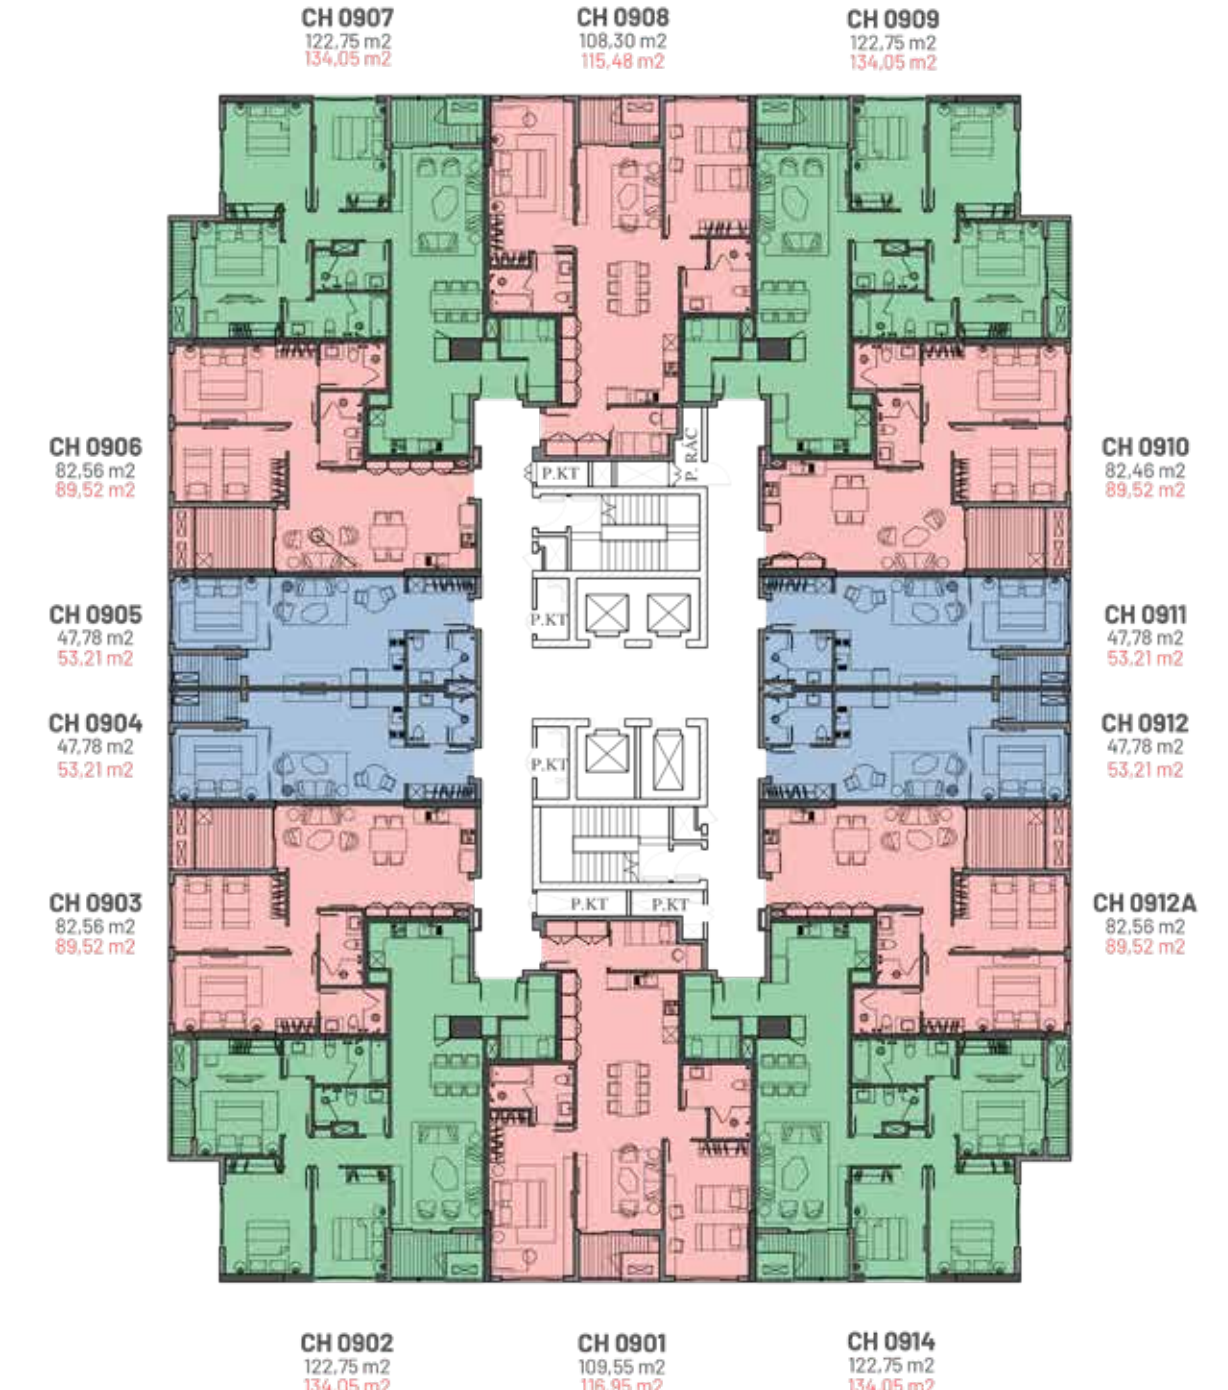 CH 0907
122,75 m2
134,05 m2
CH 0908
108,30 m2
115,48 m2
CH 0909
122,75 m2
134,05 m2
CH 0906
82,56 m2
89,52 m2
CH 0910
82,46 m2
89,52 m2
P.KT
P. RÁC
CH 0905
47,78 m2
53,21 m2
P.KT
CH 0911
47,78 m2
53,21 m2
CH 0904
47,78 m2
53,21 m2
P.KT
CH 0912
47,78 m2
53,21 m2
CH 0903
82,56 m2
89,52 m2
P.KT
P.KT
CH 0912A
82,56 m2
89,52 m2
CH 0902
122,75 m2
134,05 m2
CH 0901
109,55 m2
116,95 m2
CH 0914
122,75 m2
134,05 m2